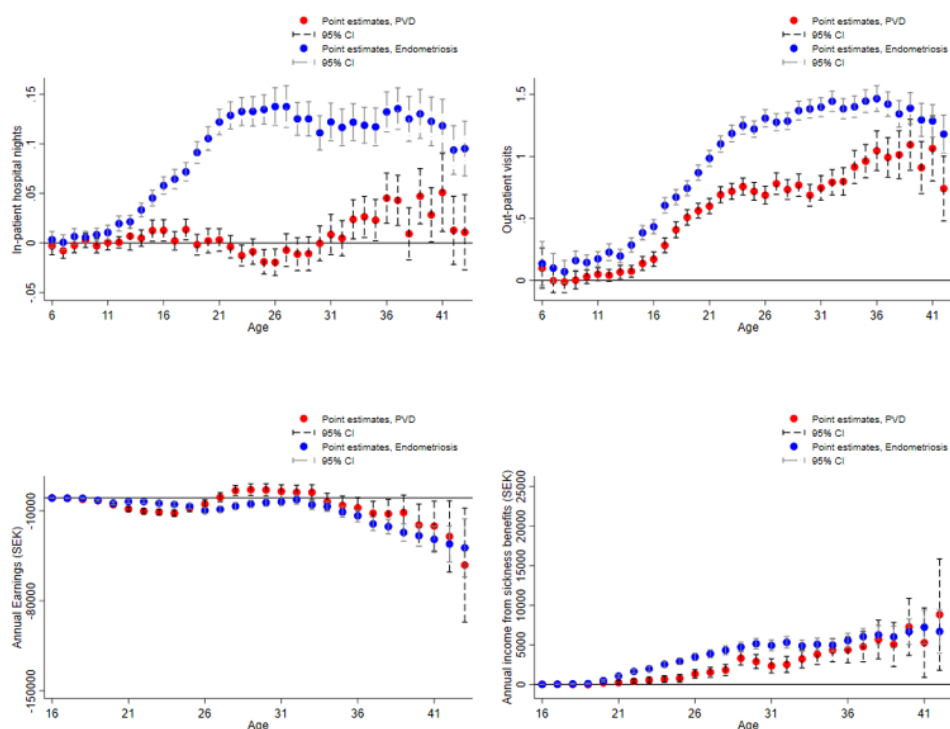 Point estimates, PVD
95% CI
Point estimates, Endometriosis
95% CI
In-patient hospital nights
.15
.1
.05
0
-.05
6 11 16 21 26 31 36 41
Age
Point estimates, PVD
95% CI
Point estimates, Endometriosis
95% CI
Out-patient visits
1.5
1
.5
0
6 11 16 21 26 31 36 41
Age
Point estimates, PVD
95% CI
Point estimates, Endometriosis
95% CI
Annual Earnings (SEK)
-10000
-80000
-150000
16 21 26 31 36 41
Age
Point estimates, PVD
95% CI
Point estimates, Endometriosis
95% CI
Annual income from sickness benefits (SEK)
25000
20000
15000
10000
5000
0
16 21 26 31 36 41
Age